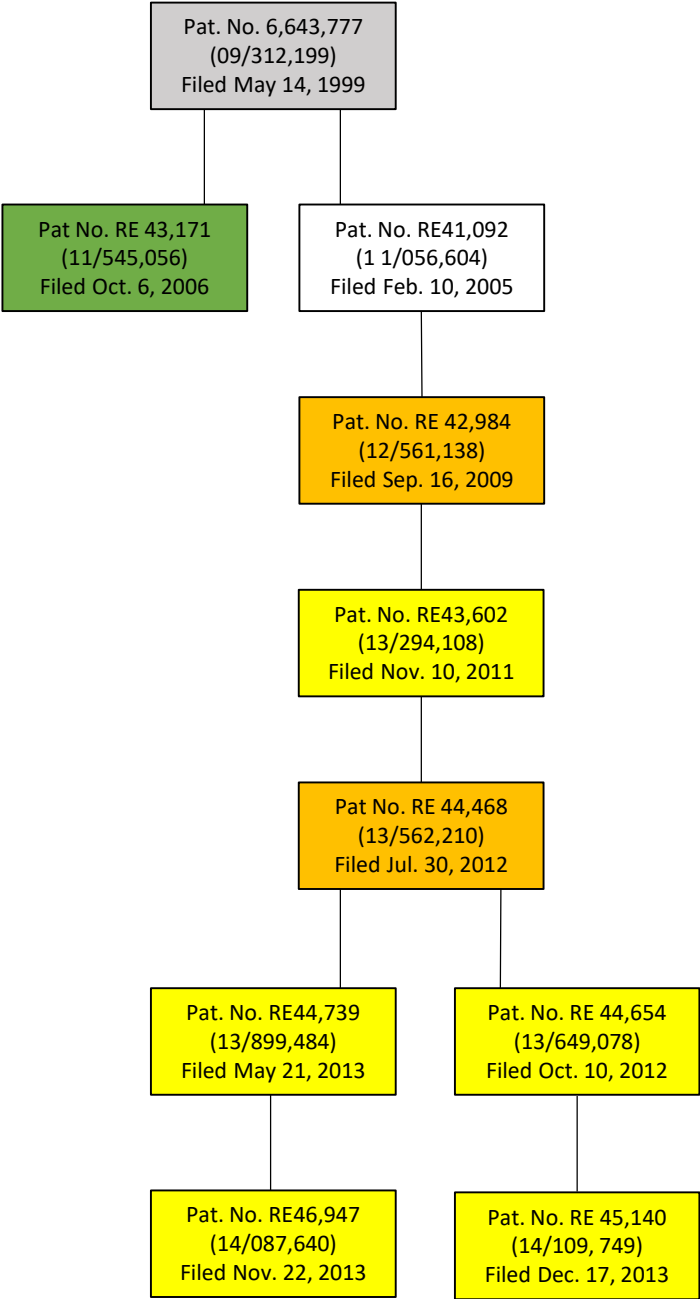 Pat. No. 6,643,777
(09/312,199)
Filed May 14, 1999
Pat No. RE 43,171
(11/545,056)
Filed Oct. 6, 2006
Pat. No. RE41,092
(1 1/056,604)
Filed Feb. 10, 2005
Pat. No. RE 42,984
(12/561,138)
Filed Sep. 16, 2009
Pat. No. RE43,602
(13/294,108)
Filed Nov. 10, 2011
Pat No. RE 44,468
(13/562,210)
Filed Jul. 30, 2012
Pat. No. RE44,739
(13/899,484)
Filed May 21, 2013
Pat. No. RE 44,654
(13/649,078)
Filed Oct. 10, 2012
Pat. No. RE46,947
(14/087,640)
Filed Nov. 22, 2013
Pat. No. RE 45,140
(14/109, 749)
Filed Dec. 17, 2013